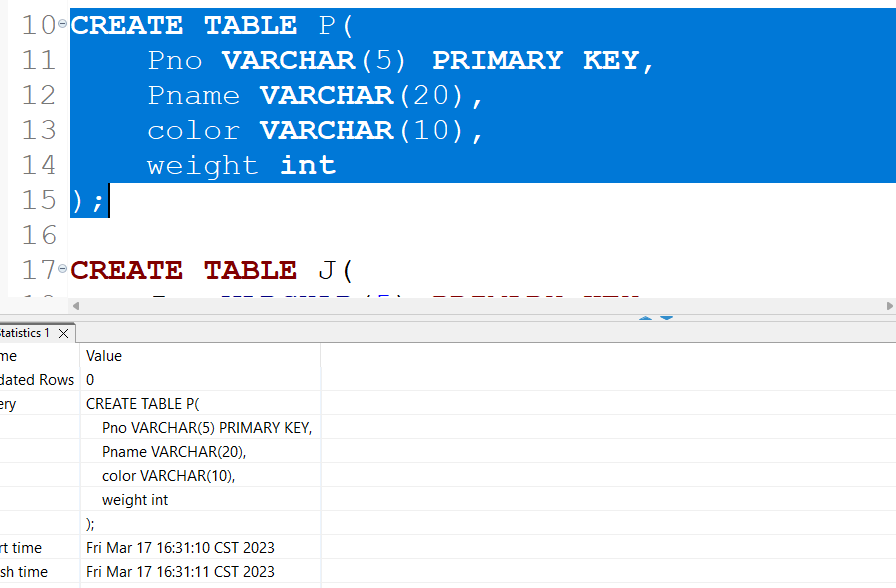 10 CREATE TABLE P(
11 Pno VARCHAR(5) PRIMARY KEY,
12 Pname VARCHAR(20),
13 color VARCHAR(10),
14 weight int
15 );
16
17 CREATE TABLE J(
tatistics 1
me Value
dated Rows 0
ery CREATE TABLE P(
Pno VARCHAR(5) PRIMARY KEY,
Pname VARCHAR(20),
color VARCHAR(10),
weight int
);
rt time Fri Mar 17 16:31:10 CST 2023
sh time Fri Mar 17 16:31:11 CST 2023